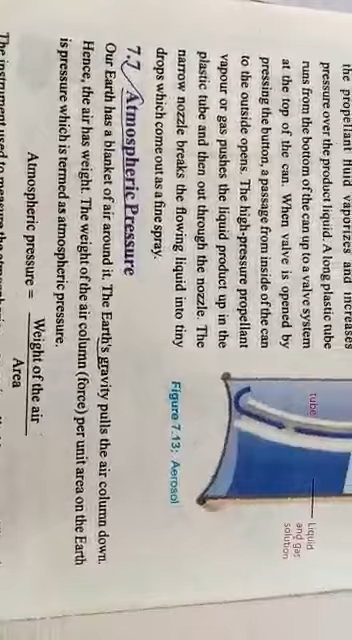 the propellant fluid vaporizes and increases
pressure over the product liquid. A long plastic tube
runs from the bottom of the can up to a valve system
at the top of the can. When valve is opened by
pressing the button, a passage from inside of the can
to the outside opens. The high-pressure propellant
vapour or gas pushes the liquid product up in the
plastic tube and then out through the nozzle. The
narrow nozzle breaks the flowing liquid into tiny
drops which come out as a fine spray.
tube
Liquid
and gas
solution
Figure 7.13: Aerosol
7.7 Atmospheric Pressure
Our Earth has a blanket of air around it. The Earth's gravity pulls the air column down.
Hence, the air has weight. The weight of the air column (force) per unit area on the Earth
is pressure which is termed as atmospheric pressure.
Atmospheric pressure = Weight of the air
Area
The instrument used to measure the